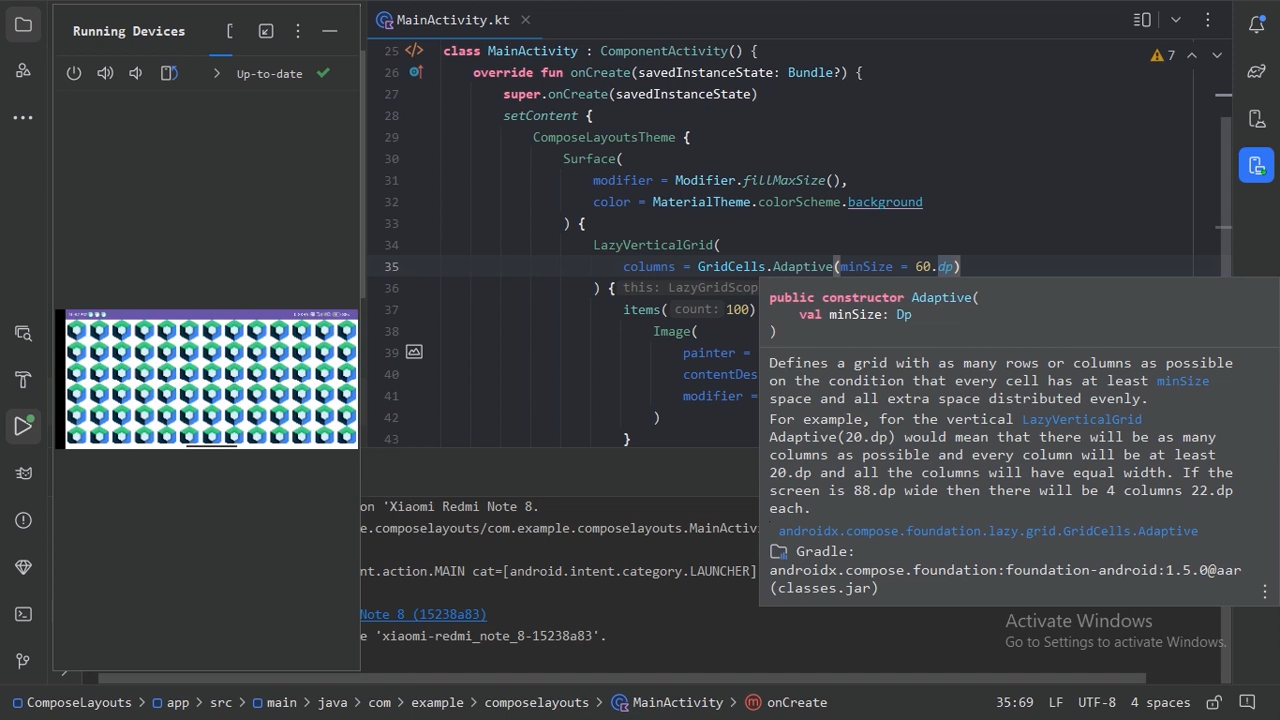 Running Devices
Up-to-date
MainActivity.kt
7
25 class MainActivity : ComponentActivity() {
26 override fun onCreate(savedInstanceState: Bundle?) {
27 super.onCreate(savedInstanceState)
28 setContent {
29 ComposeLayoutsTheme {
30 Surface(
31 modifier = Modifier.fillMaxSize(),
32 color = MaterialTheme.colorScheme.background
33 ) {
34 LazyVerticalGrid(
35 columns = GridCells.Adaptive(minSize = 60.dp)
36 ) { this: LazyGridScop
37 items( count: 100)
38 Image(
39 painter =
40 contentDes
41 modifier =
42 )
43 }
public constructor Adaptive(
val minSize: Dp
)
Defines a grid with as many rows or columns as possible
on the condition that every cell has at least minSize
space and all extra space distributed evenly.
For example, for the vertical LazyVerticalGrid
Adaptive(20.dp) would mean that there will be as many
columns as possible and every column will be at least
20.dp and all the columns will have equal width. If the
screen is 88.dp wide then there will be 4 columns 22.dp
each.
androidx.compose.foundation.lazy.grid.GridCells.Adaptive
Gradle:
androidx.compose.foundation:foundation-android:1.5.0@aar
(classes.jar)
on 'Xiaomi Redmi Note 8.
e.composelayouts/com.example.composelayouts.MainActiv
nt.action.MAIN cat=[android.intent.category.LAUNCHER]
Note 8 (15238a83)
e 'xiaomi-redmi_note_8-15238a83'.
Activate Windows
Go to Settings to activate Windows.
ComposeLayouts app src main java com example composelayouts MainActivity onCreate
35:69 LF UTF-8 4 spaces